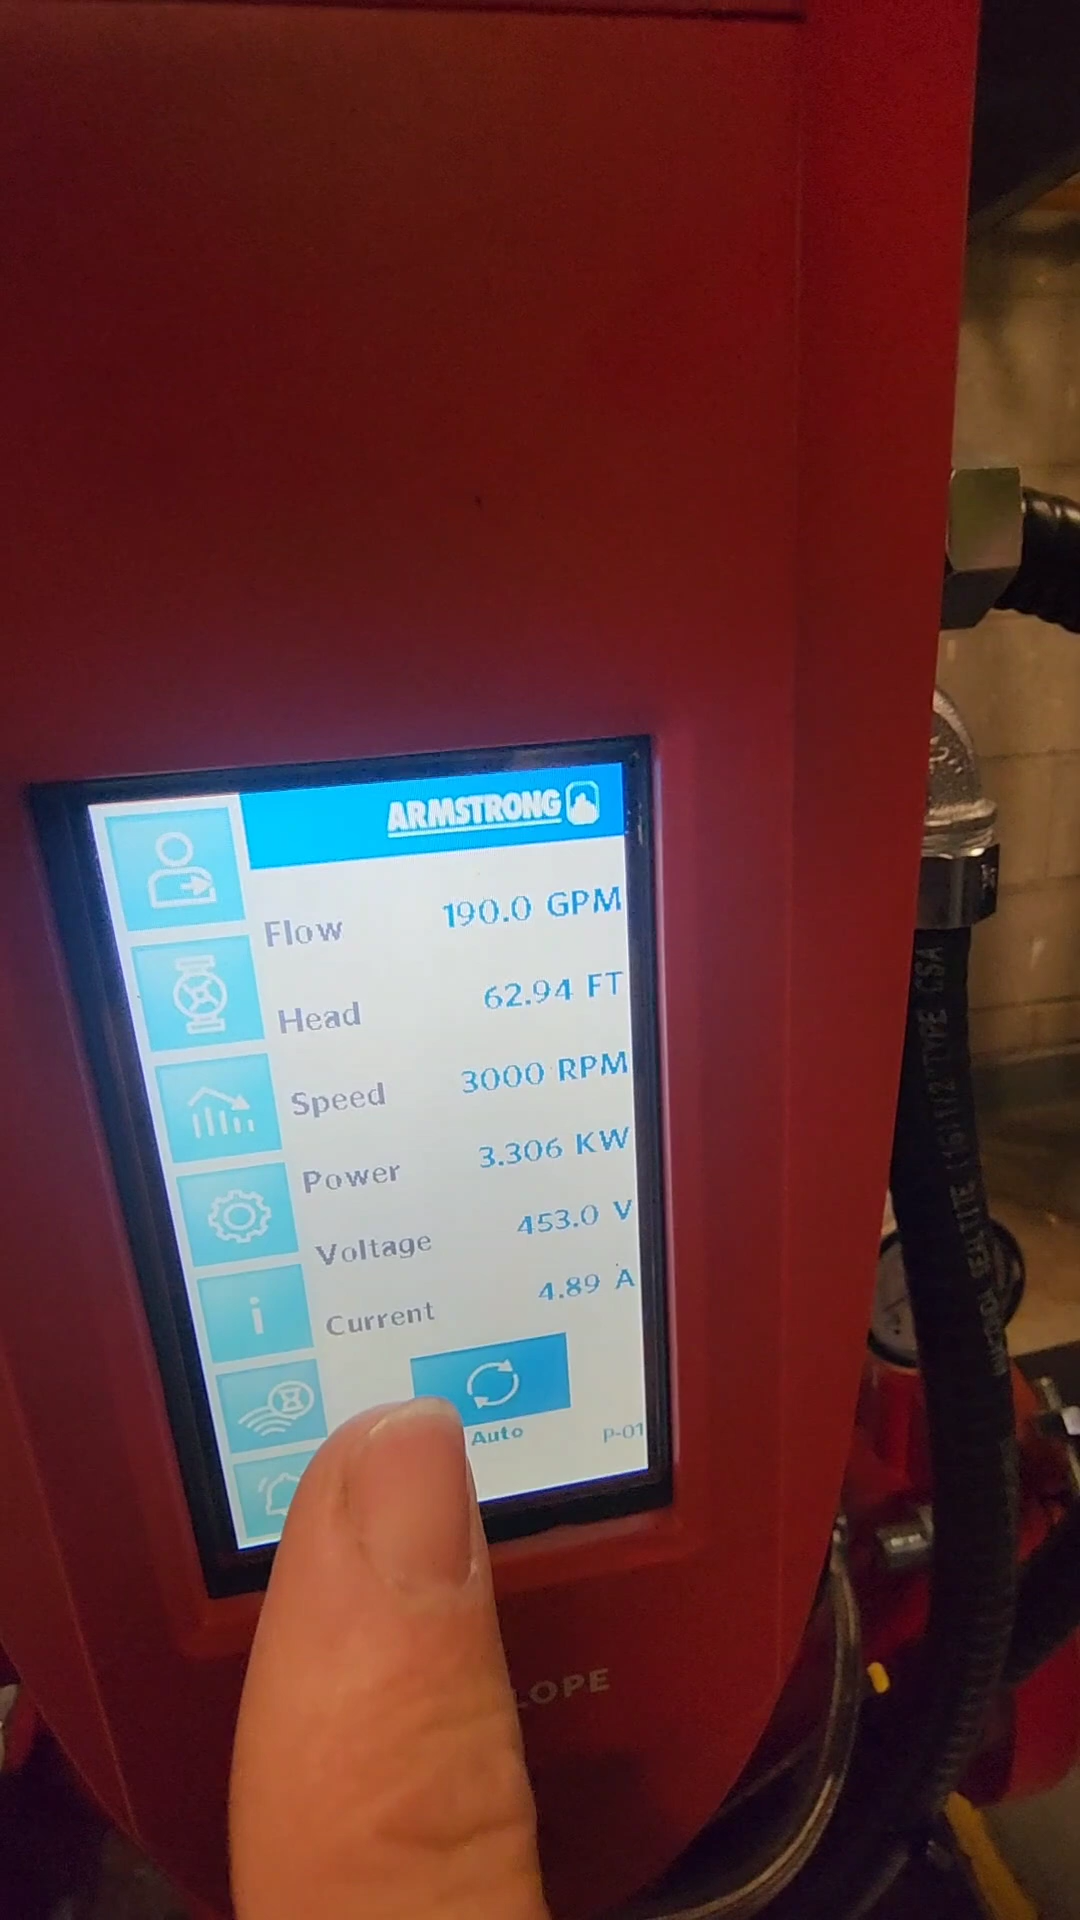 ARMSTRONG
Flow 190.0 GPM
Head 62.94 FT
Speed 3000 RPM
Power 3.306 KW
Voltage 453.0 V
i
Current 4.89 A
Auto P-01
LOPE